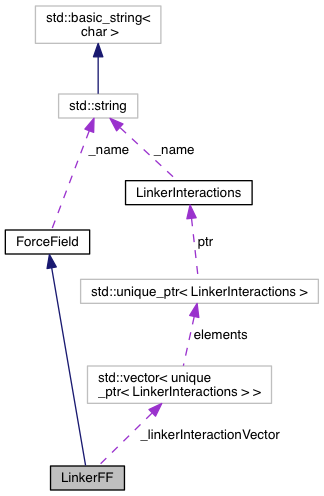 std::basic_string<
char >
std::string
_name
_name
LinkerInteractions
ForceField
ptr
std::unique_ptr< LinkerInteractions >
elements
std::vector< unique
_ptr< LinkerInteractions > >
_linkerInteractionVector
LinkerFF